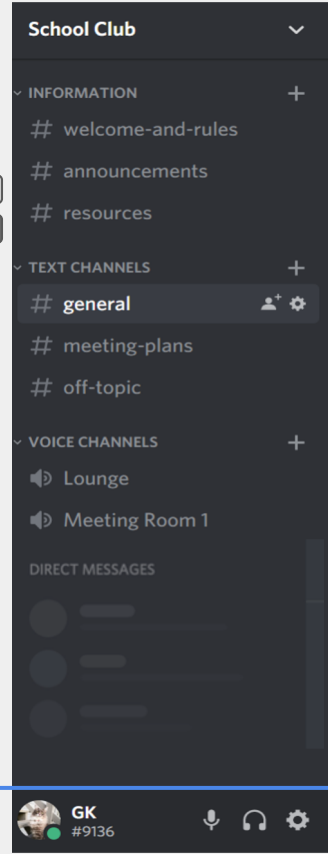 School Club
INFORMATION
# welcome-and-rules
# announcements
# resources
TEXT CHANNELS
# general
# meeting-plans
# off-topic
VOICE CHANNELS
Lounge
Meeting Room 1
DIRECT MESSAGES
GK
#9136